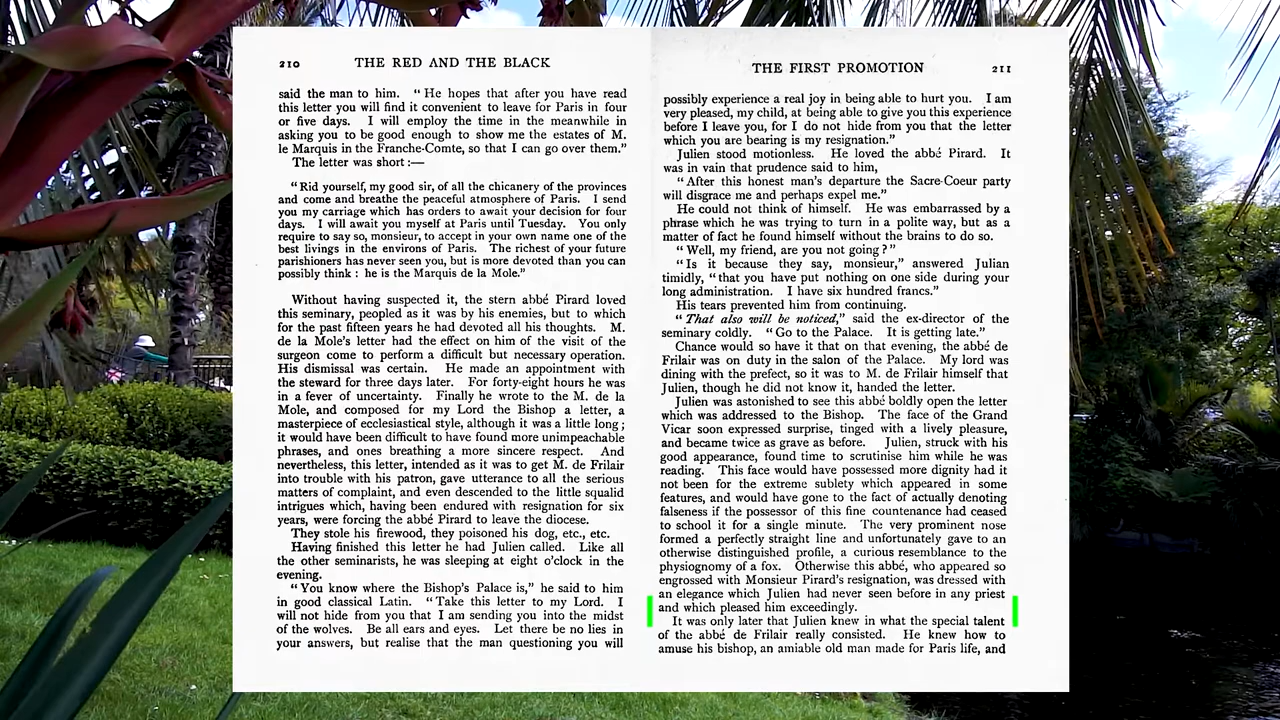 210 THE RED AND THE BLACK
said the man to him. “ He hopes that after you have read
this letter you will find it convenient to leave for Paris in four
or five days. I will employ the time in the meanwhile in
asking you to be good enough to show me the estates of M.
le Marquis in the Franche-Comte, so that I can go over them.”
The letter was short :—
“Rid yourself, my good sir, of all the chicanery of the provinces
and come and breathe the peaceful atmosphere of Paris. I send
you my carriage which has orders to await your decision for four
days. I will await you myself at Paris until Tuesday. You only
require to say so, monsieur, to accept in your own name one of the
best livings in the environs of Paris. The richest of your future
parishioners has never seen you, but is more devoted than you can
possibly think : he is the Marquis de la Mole.”
Without having suspected it, the stern abbé Pirard loved
this seminary, peopled as it was by his enemies, but to which
for the past fifteen years he had devoted all his thoughts. M.
de la Mole’s letter had the effect on him of the visit of the
surgeon come to perform a difficult but necessary operation.
His dismissal was certain. He made an appointment with
the steward for three days later. For forty-eight hours he was
in a fever of uncertainty. Finally he wrote to the M. de la
Mole, and composed for my Lord the Bishop a letter, a
masterpiece of ecclesiastical style, although it was a little long ;
it would have been difficult to have found more unimpeachable
phrases, and ones breathing a more sincere respect. And
nevertheless, this letter, intended as it was to get M. de Frilair
into trouble with his patron, gave utterance to all the serious
matters of complaint, and even descended to the little squalid
intrigues which, having been endured with resignation for six
years, were forcing the abbé Pirard to leave the diocese.
They stole his firewood, they poisoned his dog, etc., etc.
Having finished this letter he had Julien called. Like all
the other seminarists, he was sleeping at eight o’clock in the
evening.
“You know where the Bishop’s Palace is,” he said to him
in good classical Latin. “Take this letter to my Lord. I
will not hide from you that I am sending you into the midst
of the wolves. Be all ears and eyes. Let there be no lies in
your answers, but realise that the man questioning you will
THE FIRST PROMOTION 211
possibly experience a real joy in being able to hurt you. I am
very pleased, my child, at being able to give you this experience
before I leave you, for I do not hide from you that the letter
which you are bearing is my resignation.”
Julien stood motionless. He loved the abbé Pirard. It
was in vain that prudence said to him,
“After this honest man’s departure the Sacre-Coeur party
will disgrace me and perhaps expel me.”
He could not think of himself. He was embarrassed by a
phrase which he was trying to turn in a polite way, but as a
matter of fact he found himself without the brains to do so.
“ Well, my friend, are you not going ? ”
“Is it because they say, monsieur,” answered Julien
timidly, “ that you have put nothing on one side during your
long administration. I have six hundred francs.”
His tears prevented him from continuing.
“ That also will be noticed,” said the ex-director of the
seminary coldly. “ Go to the Palace. It is getting late.”
Chance would so have it that on that evening, the abbé de
Frilair was on duty in the salon of the Palace. My lord was
dining with the prefect, so it was to M. de Frilair himself that
Julien, though he did not know it, handed the letter.
Julien was astonished to see this abbé boldly open the letter
which was addressed to the Bishop. The face of the Grand
Vicar soon expressed surprise, tinged with a lively pleasure,
and became twice as grave as before. Julien, struck with his
good appearance, found time to scrutinise him while he was
reading. This face would have possessed more dignity had it
not been for the extreme sublety which appeared in some
features, and would have gone to the fact of actually denoting
falseness if the possessor of this fine countenance had ceased
to school it for a single minute. The very prominent nose
formed a perfectly straight line and unfortunately gave to an
otherwise distinguished profile, a curious resemblance to the
physiognomy of a fox. Otherwise this abbé, who appeared so
engrossed with Monsieur Pirard’s resignation, was dressed with
an elegance which Julien had never seen before in any priest
and which pleased him exceedingly.
It was only later that Julien knew in what the special talent
of the abbé de Frilair really consisted. He knew how to
amuse his bishop, an amiable old man made for Paris life, and